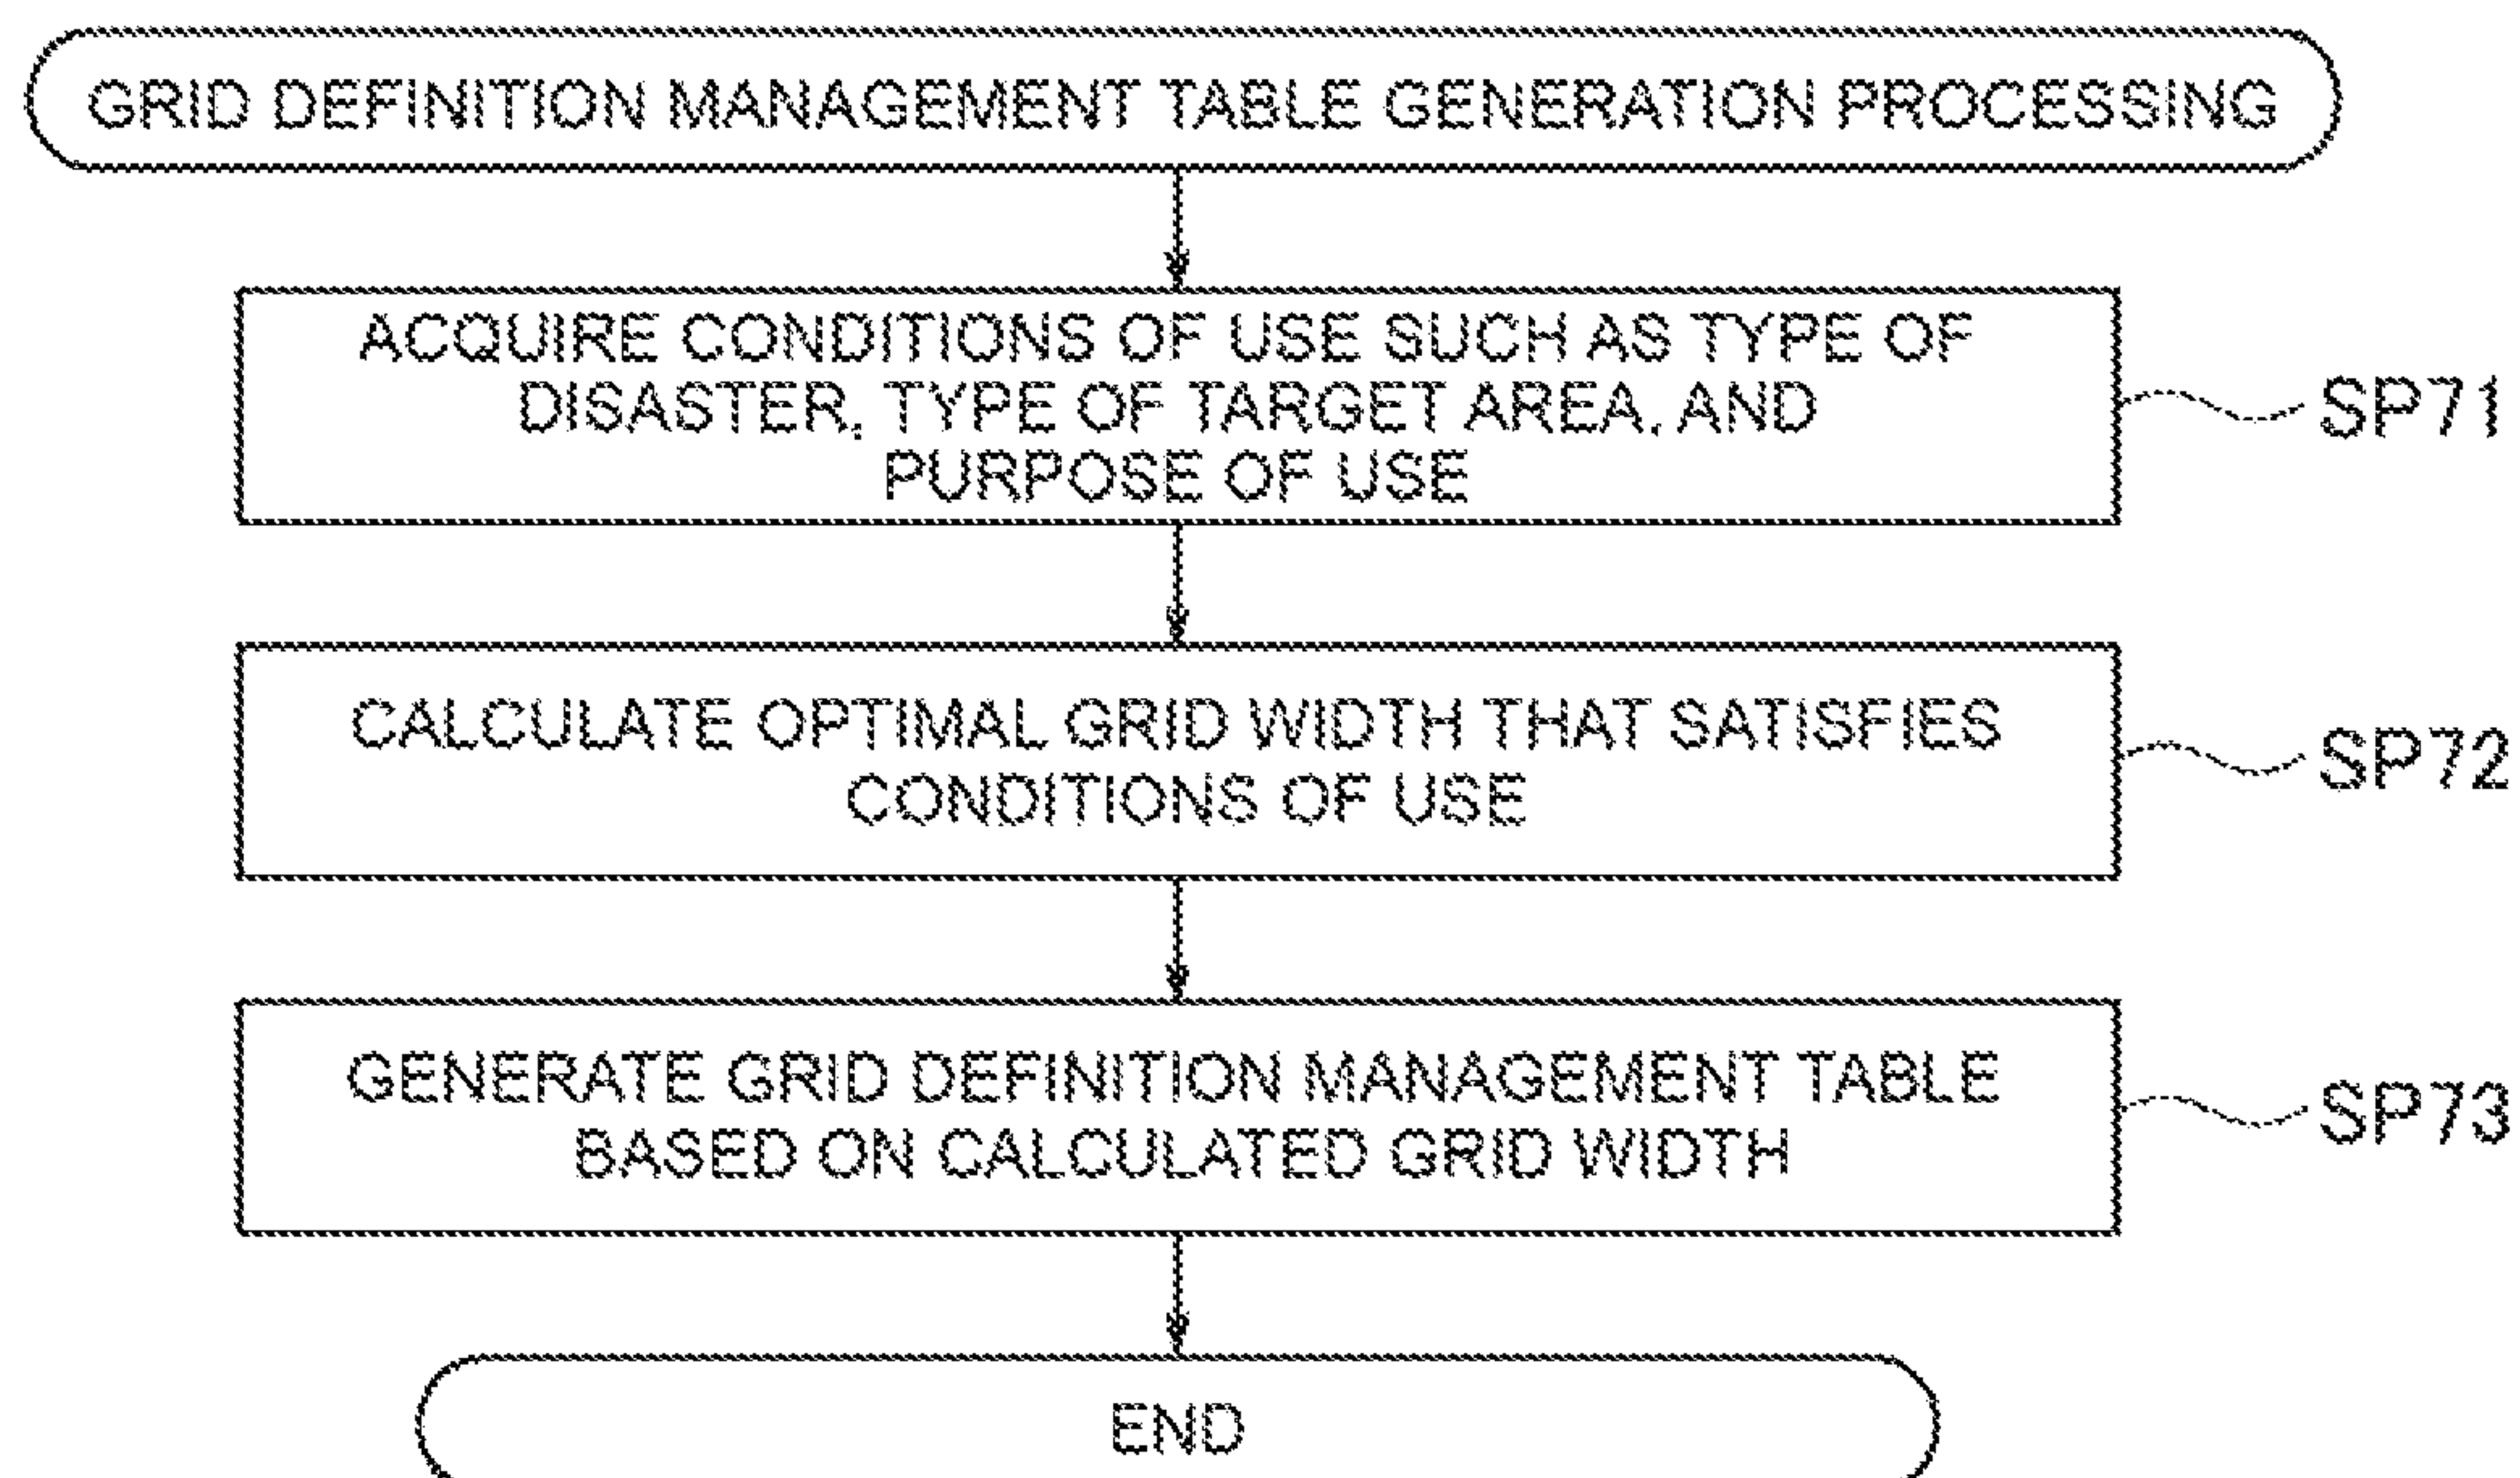 GRID DEFINITION MANAGEMENT TABLE GENERATION PROCESSING
ACQUIRE CONDITIONS OF USE SUCH AS TYPE OF
DISASTER, TYPE OF TARGET AREA, AND
PURPOSE OF USE
SP71
CALCULATE OPTIMAL GRID WIDTH THAT SATISFIES
CONDITIONS OF USE
SP72
GENERATE GRID DEFINITION MANAGEMENT TABLE
BASED ON CALCULATED GRID WIDTH
SP73
END